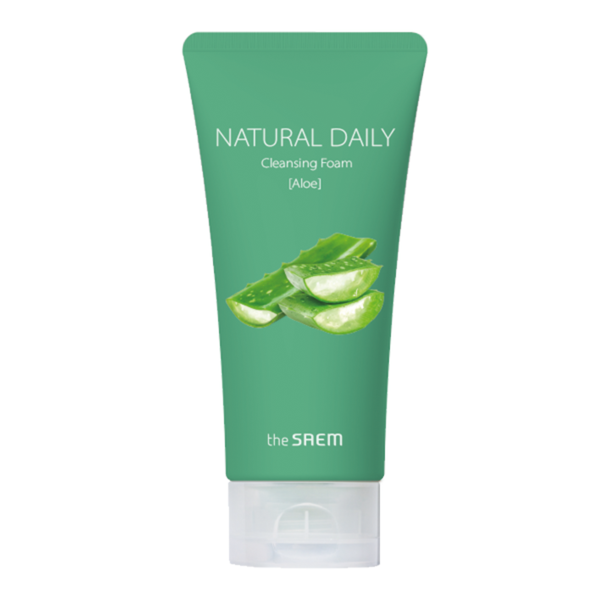 NATURAL DAILY
Cleansing Foam
[Aloe]
the SAEM